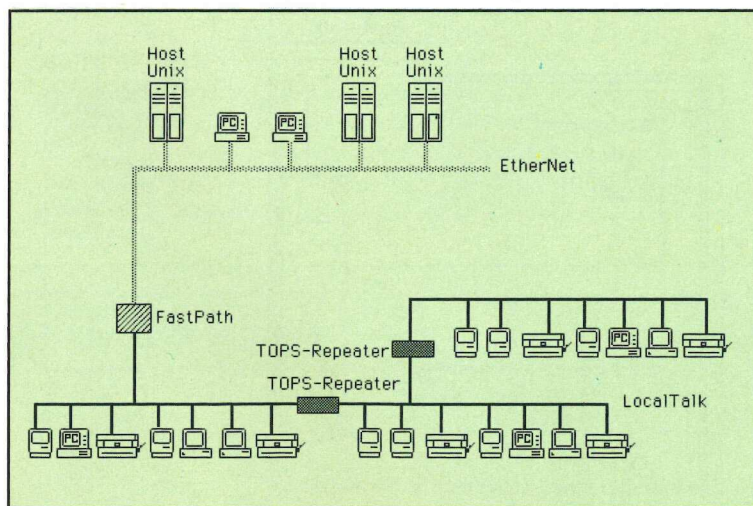 Host
Unix
Host
Unix
Host
Unix
PC
PC
EtherNet
FastPath
TOPS-Repeater
PC
TOPS-Repeater
LocalTalk
PC
PC